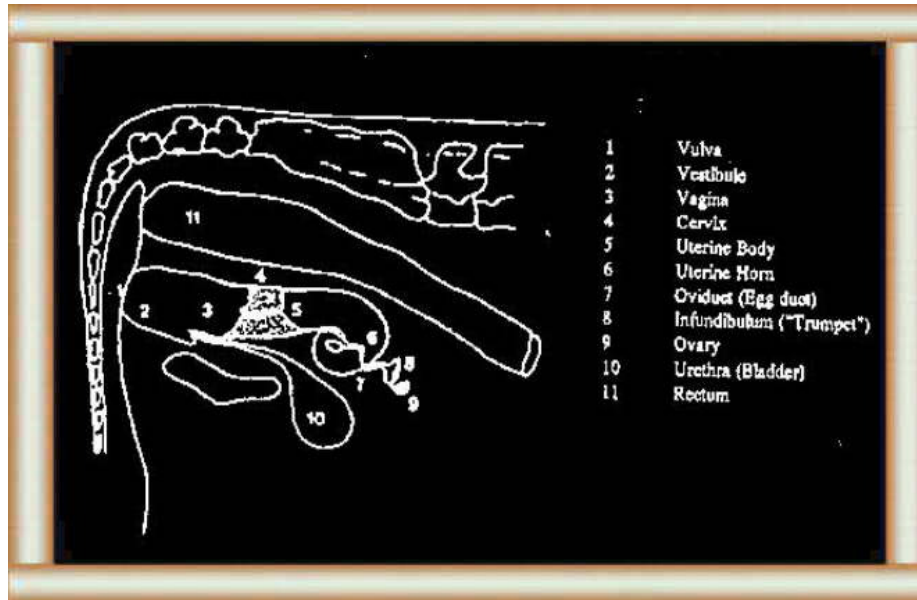 11
4
1
2
3
5
6
7
8
9
10
1 Vulva
2 Vestibule
3 Vagina
4 Cervix
5 Uterine Body
6 Uterine Horn
7 Oviduct (Egg duct)
8 Infundibulum ("Trumpet")
9 Ovary
10 Urethra (Bladder)
11 Rectum